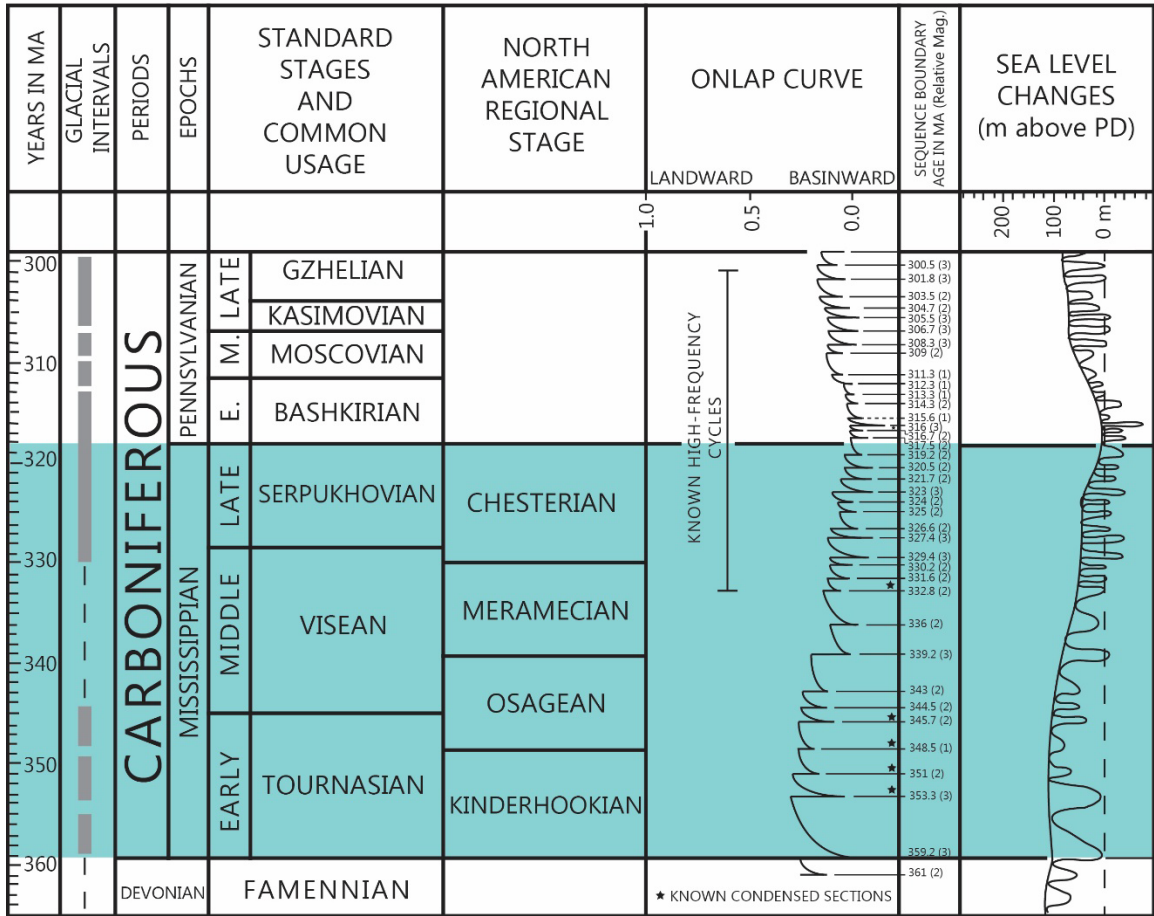 YEARS IN MA
GLACIAL
INTERVALS
PERIODS
EPOCHS
STANDARD
STAGES
AND
COMMON
USAGE
NORTH
AMERICAN
REGIONAL
STAGE
ONLAP CURVE
LANDWARD
BASINWARD
SEQUENCE BOUNDARY
AGE IN MA (Relative Mag.)
SEA LEVEL
CHANGES
(m above PD)
1.0
0.5
0.0
200
100
0 m
300
310
320
330
340
350
360
CARBONIFEROUS
DEVONIAN
PENNSYLVANIAN
MISSISSIPPIAN
LATE
M.
E.
LATE
MIDDLE
EARLY
GZHELIAN
KASIMOVIAN
MOSCOVIAN
BASHKIRIAN
SERPUKHOVIAN
VISEAN
TOURNASIAN
FAMENNIAN
CHESTERIAN
MERAMECIAN
OSAGEAN
KINDERHOOKIAN
KNOWN HIGH-FREQUENCY
CYCLES
300.5 (3)
301.8 (3)
303.5 (2)
304.7 (2)
305.5 (3)
306.7 (3)
308.3 (3)
309 (2)
311.3 (1)
312.3 (1)
313.3 (1)
314.3 (2)
315.6 (1)
316 (3)
316.7 (2)
317.5 (2)
319.2 (2)
320.5 (2)
321.7 (2)
323 (3)
324 (2)
325 (2)
326.6 (2)
327.4 (3)
329.4 (3)
330.2 (2)
331.6 (2)
332.8 (2)
336 (2)
339.2 (3)
343 (2)
344.5 (2)
345.7 (2)
348.5 (1)
351 (2)
353.3 (3)
359.2 (3)
361 (2)
★ KNOWN CONDENSED SECTIONS